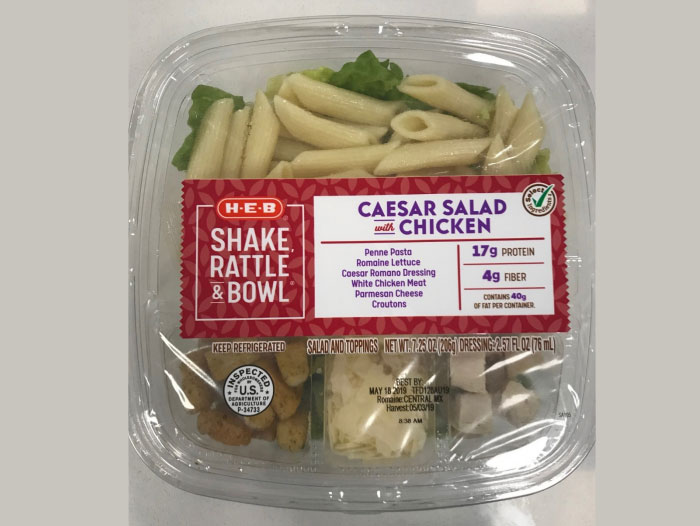 H-E-B
SHAKE,
RATTLE
& BOWL
CAESAR SALAD
with CHICKEN
Penne Pasta
Romaine Lettuce
Caesar Romano Dressing
White Chicken Meat
Parmesan Cheese
Croutons
Select
Ingredients
17g PROTEIN
4g FIBER
CONTAINS 40g
OF FAT PER CONTAINER.
KEEP REFRIGERATED
SALAD AND TOPPINGS NET WT. 7.25 OZ (206g) DRESSING: 2.57 FL OZ (76 mL)
INSPECTED
FOR WHOLESOMENESS
BY
U.S.
DEPARTMENT OF
AGRICULTURE
P-34733
BEST BY
MAY 18 2019
Romaine:CENTRAL MX
Harvest:05/03/19
8:38 AM